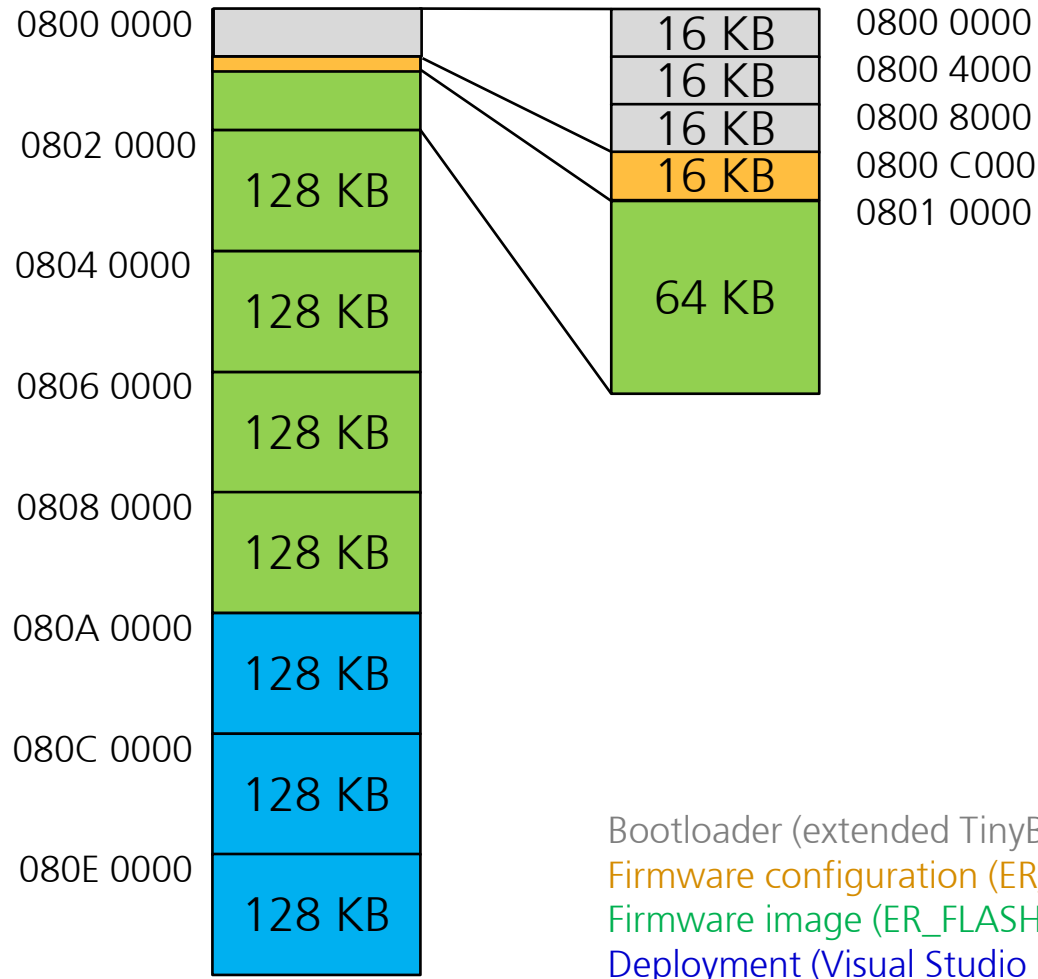 0800 0000
0802 0000
128 KB
0804 0000
128 KB
0806 0000
128 KB
0808 0000
128 KB
080A 0000
128 KB
080C 0000
128 KB
080E 0000
128 KB
16 KB 0800 0000
16 KB 0800 4000
16 KB 0800 8000
16 KB 0800 C000
0801 0000
64 KB
Bootloader (extended
Firmware configuration (ER
Firmware image (ER_FLASH
Deployment (Visual Studio